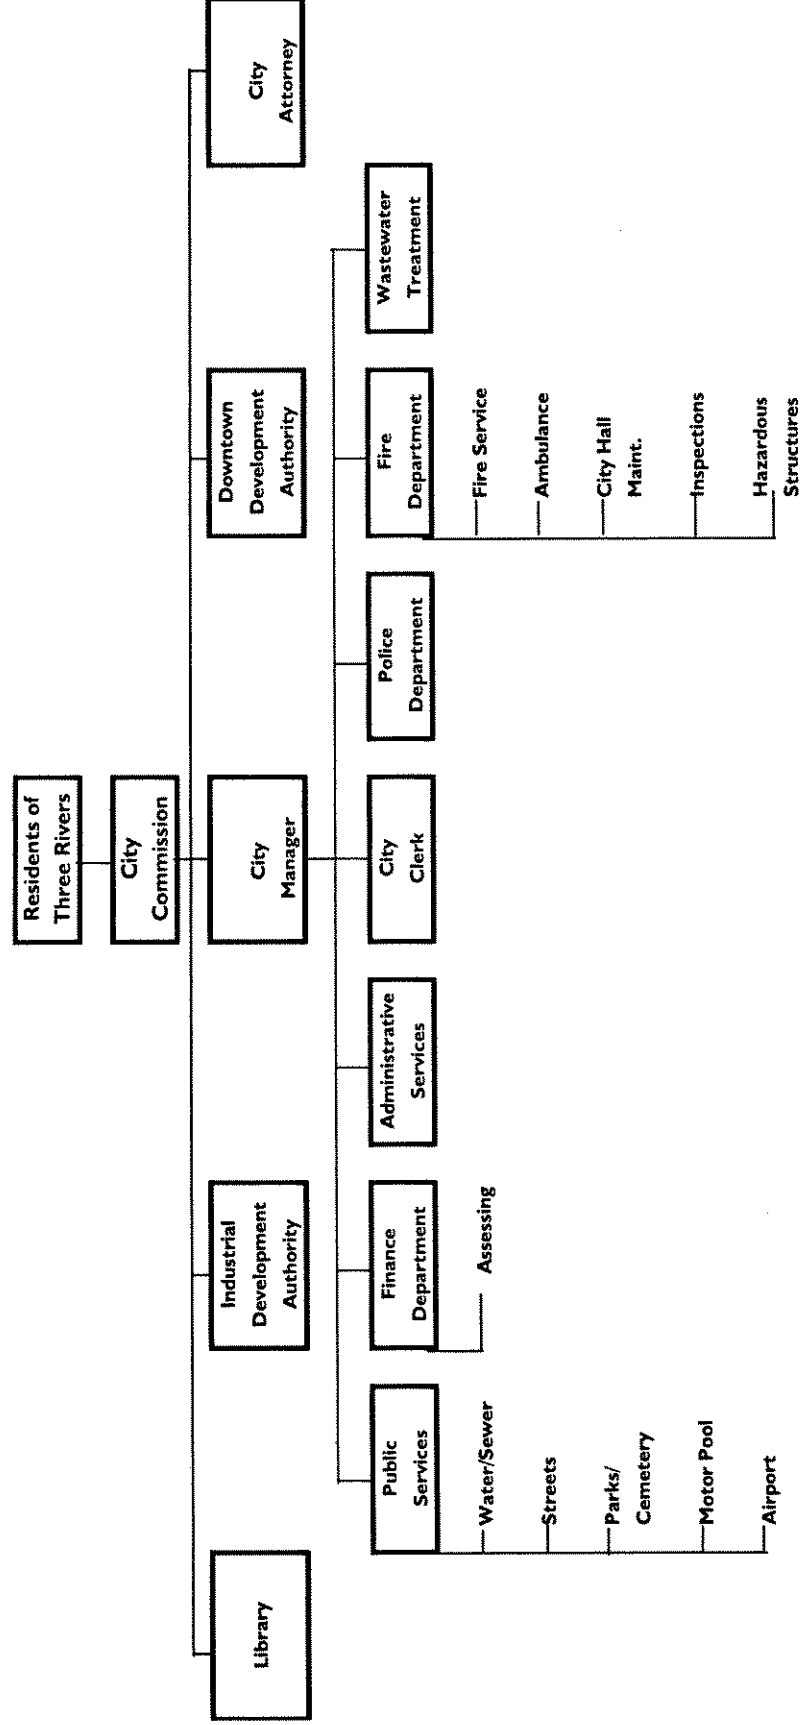 Residents of
Three Rivers
City
Commission
Library
Industrial
Development
Authority
City
Manager
Downtown
Development
Authority
City
Attorney
Public
Services
Finance
Department
Administrative
Services
City
Clerk
Police
Department
Fire
Department
Wastewater
Treatment
Water/Sewer
Streets
Parks/
Cemetery
Motor Pool
Airport
Assessing
Fire Service
Ambulance
City Hall
Maint.
Inspections
Hazardous
Structures